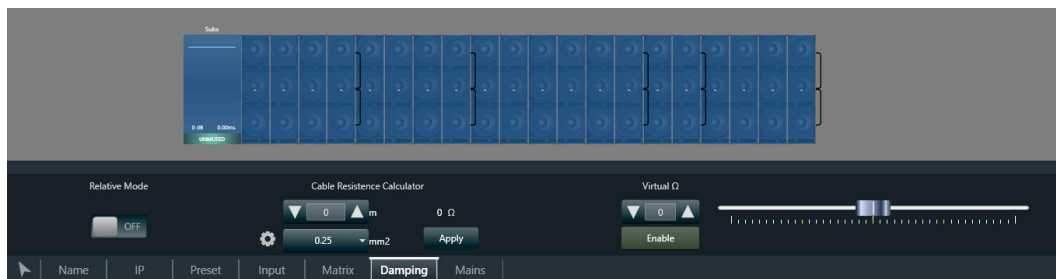 Subs
0 dB 0.00ms
UNMUTED
Relative Mode
Cable Resistence Calculator
Virtual Ω
0 m 0 Ω
0
OFF
0.25 mm2 Apply
Enable
Name IP Preset Input Matrix Damping Mains